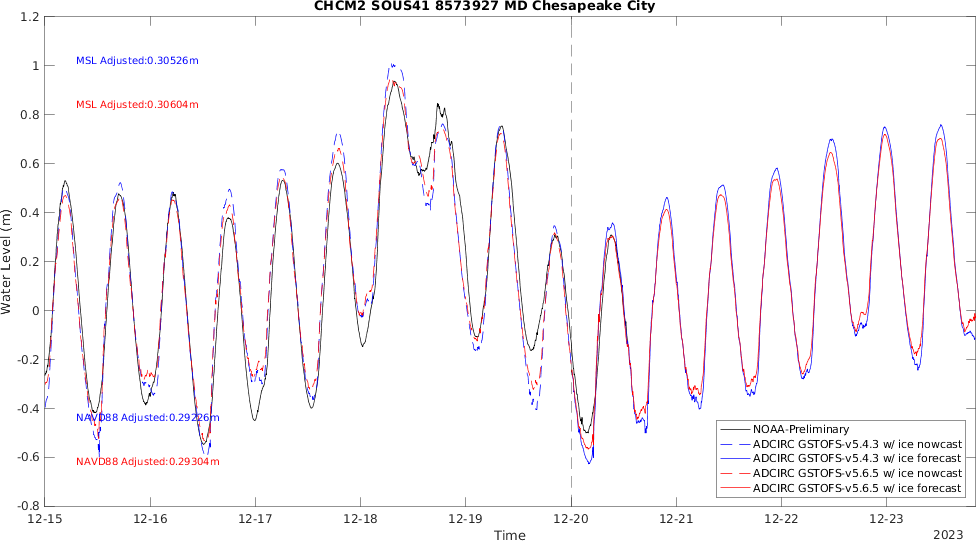 CHCM2 SOUS41 8573927 MD Chesapeake City
1.2
1
0.8
0.6
0.4
0.2
0
-0.2
-0.4
-0.6
-0.8
Water Level (m)
MSL Adjusted:0.30526m
MSL Adjusted:0.30604m
NAVD88 Adjusted:0.29226m
NAVD88 Adjusted:0.29304m
NOAA-Preliminary
ADCIRC GSTOFS-v5.4.3 w/ ice nowcast
ADCIRC GSTOFS-v5.4.3 w/ ice forecast
ADCIRC GSTOFS-v5.6.5 w/ ice nowcast
ADCIRC GSTOFS-v5.6.5 w/ ice forecast
12-15 12-16 12-17 12-18 12-19 12-20 12-21 12-22 12-23
Time
2023